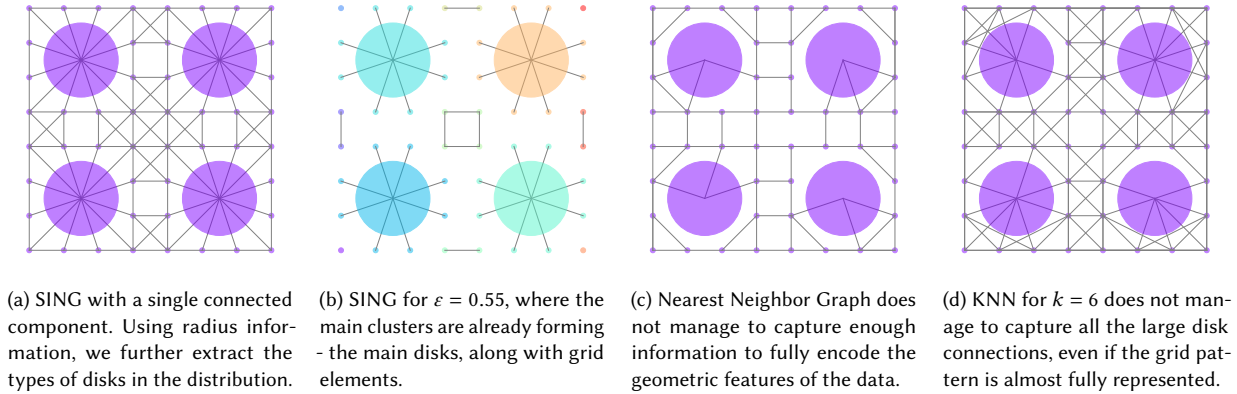 (a) SING with a single connected
component. Using radius infor-
mation, we further extract the
types of disks in the distribution.
(b) SING for ε = 0.55, where the
main clusters are already forming
- the main disks, along with grid
elements.
(c) Nearest Neighbor Graph does
not manage to capture enough
information to fully encode the
geometric features of the data.
(d) KNN for k = 6 does not man-
age to capture all the large disk
connections, even if the grid pat-
tern is almost fully represented.